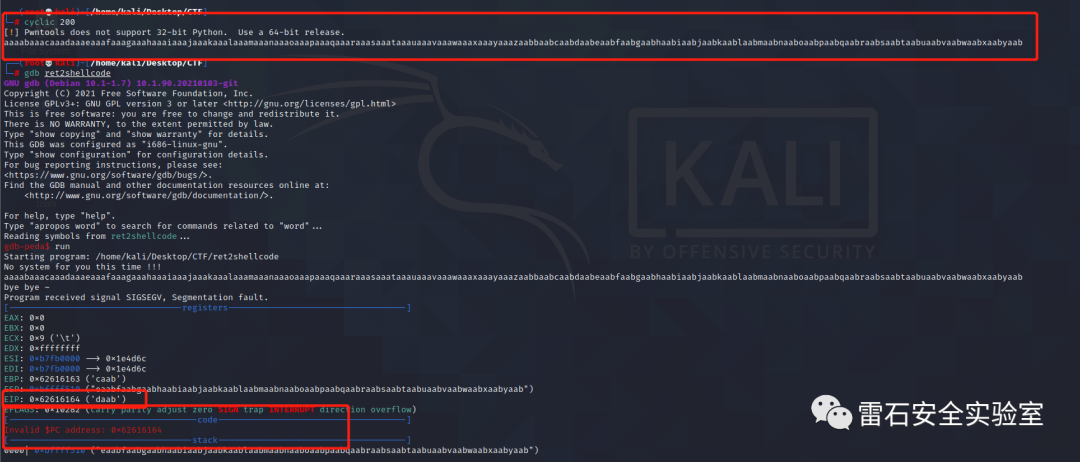 [/home/kali/Desktop/CTF]
# cyclic 200
[!] Pwntools does not support 32-bit Python.  Use a 64-bit release.
aaaabaaacaaadaaaeaaafaaagaaahaaaiaaajaaakaaalaaamaaanaaaoaaapaaaqaaaraaasaaataaauaaavaaawaaaxaaayaaazaabbaabcaabdaabeaabfaabgaabhaabiaabjaabkaablaabmaabnaaboaabpaabqaabraabsaabtaabuaabvaabwaabxaabyaab
kali)-[/home/kali/Desktop/CTF]
# gdb ret2shellcode
GNU gdb (Debian 10.1-1.7) 10.1.90.20210103-git
Copyright (C) 2021 Free Software Foundation, Inc.
License GPLv3+: GNU GPL version 3 or later <http://gnu.org/licenses/gpl.html>
This is free software: you are free to change and redistribute it.
There is NO WARRANTY, to the extent permitted by law.
Type "show copying" and "show warranty" for details.
This GDB was configured as "i686-linux-gnu".
Type "show configuration" for configuration details.
For bug reporting instructions, please see:
<https://www.gnu.org/software/gdb/bugs/>.
Find the GDB manual and other documentation resources online at:
<http://www.gnu.org/software/gdb/documentation/>.
For help, type "help".
Type "apropos word" to search for commands related to "word"...
Reading symbols from ret2shellcode...
gdb-peda$ run
Starting program: /home/kali/Desktop/CTF/ret2shellcode
No system for you this time !!!
aaaabaaacaaadaaaeaaafaaagaaahaaaiaaajaaakaaalaaamaaanaaaoaaapaaaqaaaraaasaaataaauaaavaaawaaaxaaayaaazaabbaabcaabdaabeaabfaabgaabhaabiaabjaabkaablaabmaabnaaboaabpaabqaabraabsaabtaabuaabvaabwaabxaabyaab
bye bye ~
Program received signal SIGSEGV, Segmentation fault.
[registers]
EAX: 0x0
EBX: 0x0
ECX: 0x9 ('\t')
EDX: 0xffffffff
ESI: 0xb7fb0000 --> 0x1e4d6c
EDI: 0xb7fb0000 --> 0x1e4d6c
EBP: 0x62616163 ('caab')
ESP: 0xbffff310 ("eaabfaabgaabhaabiaabjaabkaablaabmaabnaaboaabpaabqaabraabsaabtaabuaabvaabwaabxaabyaab")
EIP: 0x62616164 ('daab')
EFLAGS: 0x10282 (carry parity adjust zero SIGN trap INTERRUPT direction overflow)
[code]
Invalid $PC address: 0x62616164
[stack]
0000| 0xbffff310 ("eaabfaabgaabhaabiaabjaabkaablaabmaabnaaboaabpaabqaabraabsaabtaabuaabvaabwaabxaabyaab")
KALI
BY OFFENSIVE SECURITY
雷石安全实验室